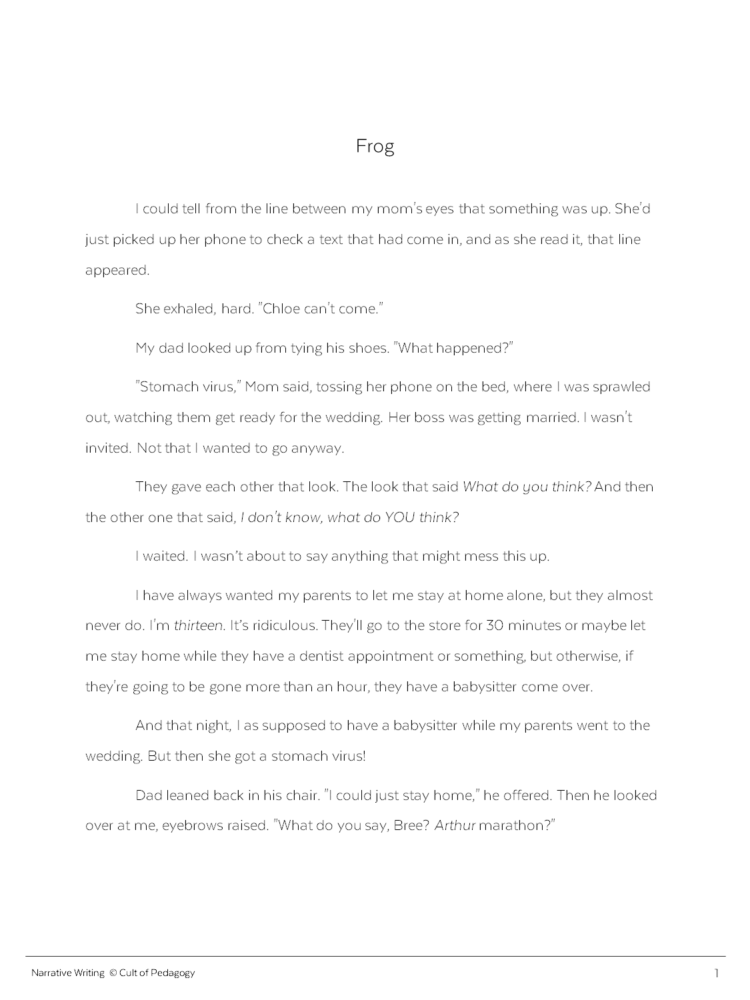 Frog
I could tell from the line between my mom's eyes that something was up. She'd
just picked up her phone to check a text that had come in, and as she read it, that line
appeared.
She exhaled, hard. "Chloe can't come."
My dad looked up from tying his shoes. "What happened?"
"Stomach virus," Mom said, tossing her phone on the bed, where I was sprawled
out, watching them get ready for the wedding. Her boss was getting married. I wasn't
invited. Not that I wanted to go anyway.
They gave each other that look. The look that said What do you think? And then
the other one that said, I don't know, what do YOU think?
I waited. I wasn’t about to say anything that might mess this up.
I have always wanted my parents to let me stay at home alone, but they almost
never do. I'm thirteen. It’s ridiculous. They'll go to the store for 30 minutes or maybe let
me stay home while they have a dentist appointment or something, but otherwise, if
they're going to be gone more than an hour, they have a babysitter come over.
And that night, I as supposed to have a babysitter while my parents went to the
wedding. But then she got a stomach virus!
Dad leaned back in his chair. "I could just stay home," he offered. Then he looked
over at me, eyebrows raised. "What do you say, Bree? Arthur marathon?"
Narrative Writing © Cult of Pedagogy 1